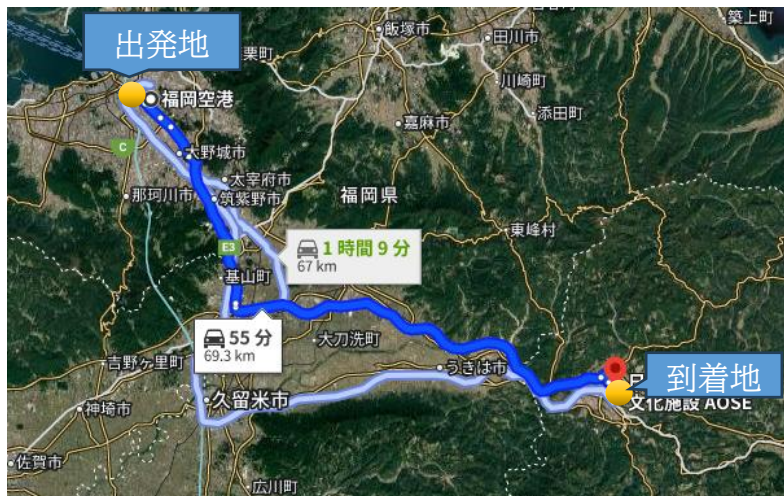 築上町
飯塚市
田川市
栗町
出発地
川崎町
福岡空港
添田町
嘉麻市
C
大野城市
太宰府市
那珂川市
筑紫野市
福岡県
東峰村
1 時間 9 分
67 km
E3
基山町
55 分
69.3 km
大刀洗町
吉野ヶ里町
うきは市
到着地
日
久留米市
文化施設 AOSE
神埼市
佐賀市
広川町